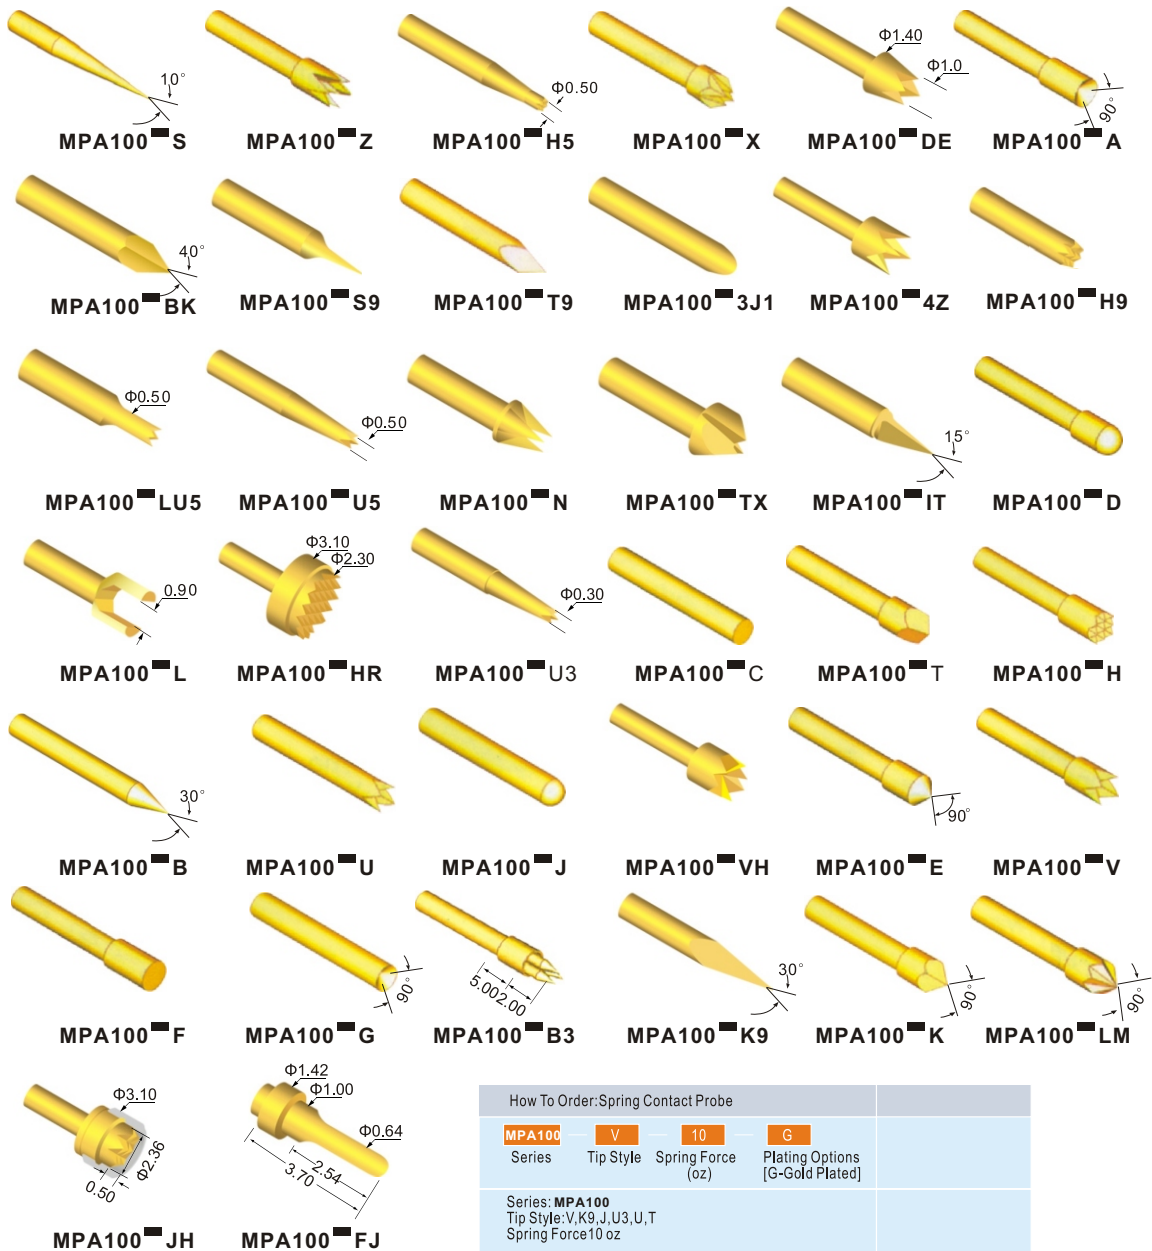 10°
MPA100 S
MPA100 Z
Φ0.50
MPA100 H5
MPA100 X
Φ1.40
Φ1.0
MPA100 DE
90°
MPA100 A
40°
MPA100 BK
MPA100 S9
MPA100 T9
MPA100 3J1
MPA100 4Z
MPA100 H9
Φ0.50
MPA100 LU5
Φ0.50
MPA100 U5
MPA100 N
MPA100 TX
15°
MPA100 IT
MPA100 D
0.90
MPA100 L
Φ3.10
Φ2.30
MPA100 HR
Φ0.30
MPA100 U3
MPA100 C
MPA100 T
MPA100 H
30°
MPA100 B
MPA100 U
MPA100 J
MPA100 VH
90°
MPA100 E
MPA100 V
MPA100 F
90°
MPA100 G
5.00 2.00
MPA100 B3
30°
MPA100 K9
90°
MPA100 K
90°
MPA100 LM
Φ3.10
Φ2.36
0.50
MPA100 JH
Φ1.42
Φ1.00
Φ0.64
2.54
3.70
MPA100 FJ
How To Order:Spring Contact Probe
MPA100 — V — 10 — G
Series Tip Style Spring Force Plating Options
(oz) [G-Gold Plated]
Series: MPA100
Tip Style:V,K9,J,U3,U,T
Spring Force10 oz